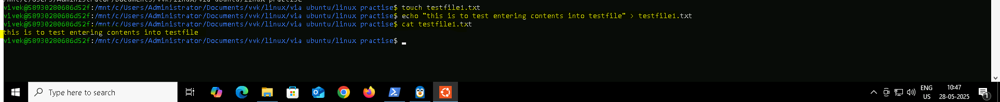 /mnt/c/Users/Administrator/Documents/vvk/linux/via ubuntu/linux practise
vivek@58930280686d52f:/mnt/c/Users/Administrator/Documents/vvk/linux/via ubuntu/linux practise$ touch testfile1.txt
vivek@58930280686d52f:/mnt/c/Users/Administrator/Documents/vvk/linux/via ubuntu/linux practise$ echo "this is to test entering contents into testfile" > testfile1.txt
vivek@58930280686d52f:/mnt/c/Users/Administrator/Documents/vvk/linux/via ubuntu/linux practise$ cat testfile1.txt
this is to test entering contents into testfile
vivek@58930280686d52f:/mnt/c/Users/Administrator/Documents/vvk/linux/via ubuntu/linux practise$
Type here to search
ENG
US
10:47
28-05-2025
1